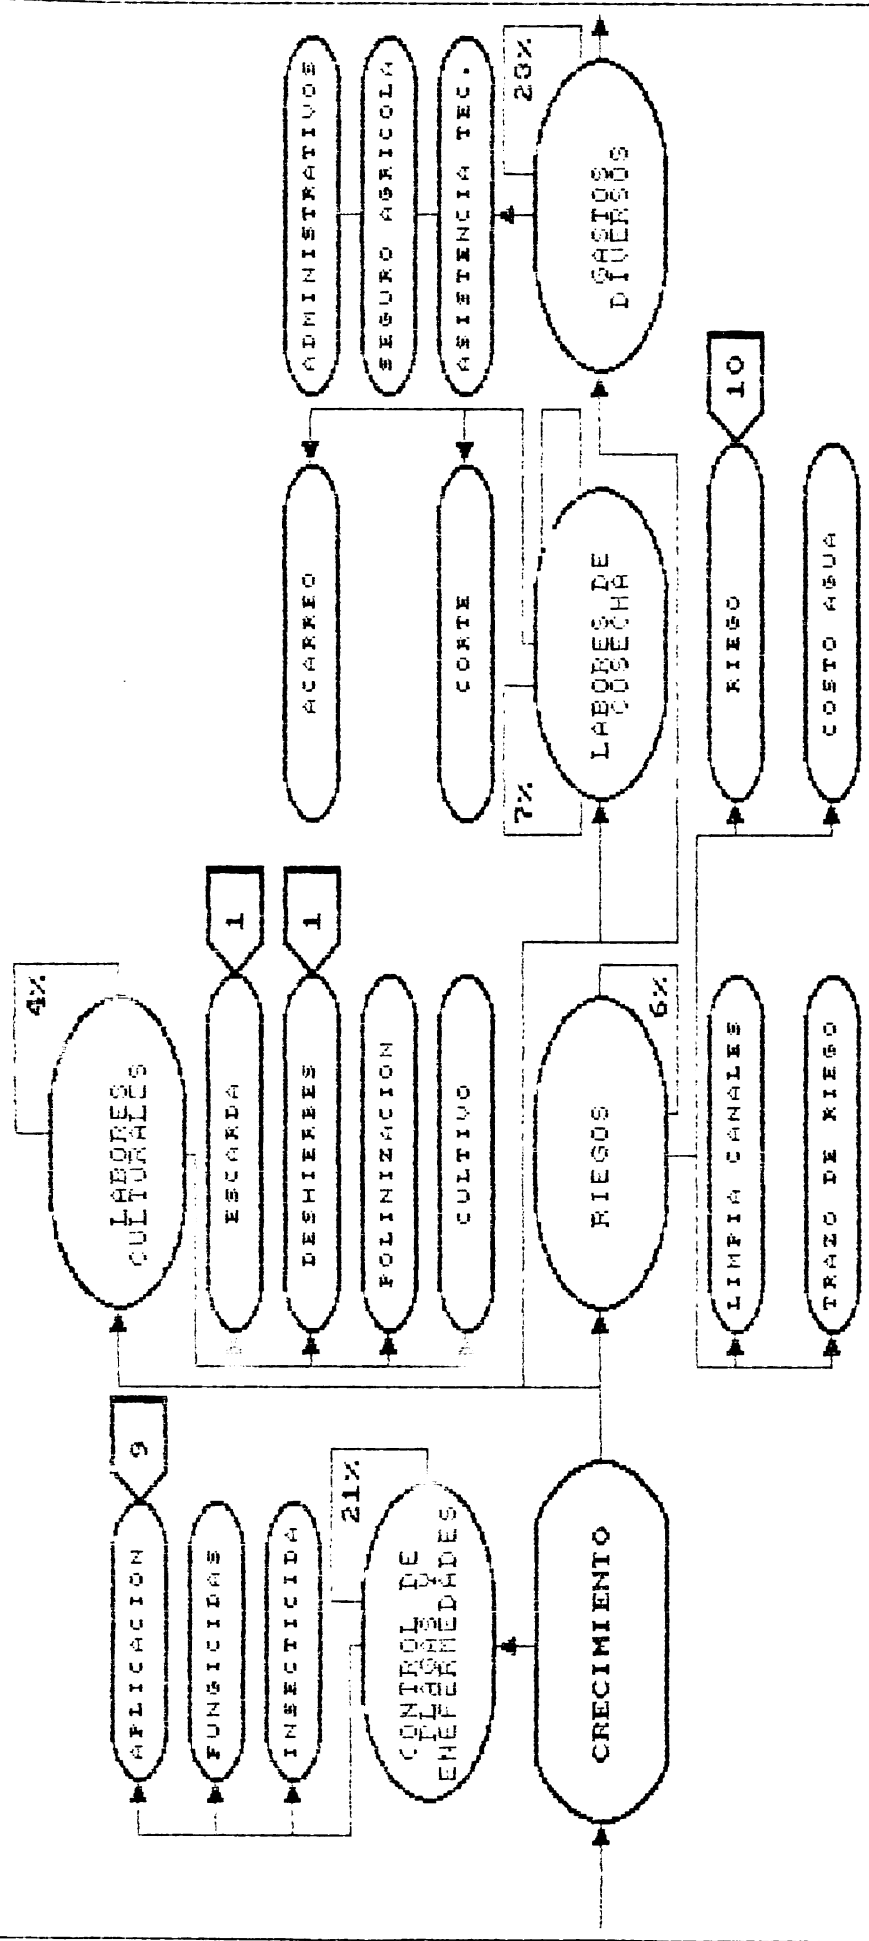 4%
LABORES
CULTURALES
APLICACION
9
FUNGICIDAS
INSECTICIDA
21%
CONTROL DE
PLAGAS Y
ENEFERMEDADES
CRECIMIENTO
ESCARDA
1
DESHIERBES
1
POLINIZACION
CULTIVO
RIEGOS
6%
LIMPIA CANALES
TRAZO DE RIEGO
ACARREO
CORTE
7%
LABORES DE
COSECHA
RIEGO
10
COSTO AGUA
ADMINISTRATIVOS
SEGURO AGRICOLA
ASISTENCIA TEC.
23%
GASTOS
DIVERSOS